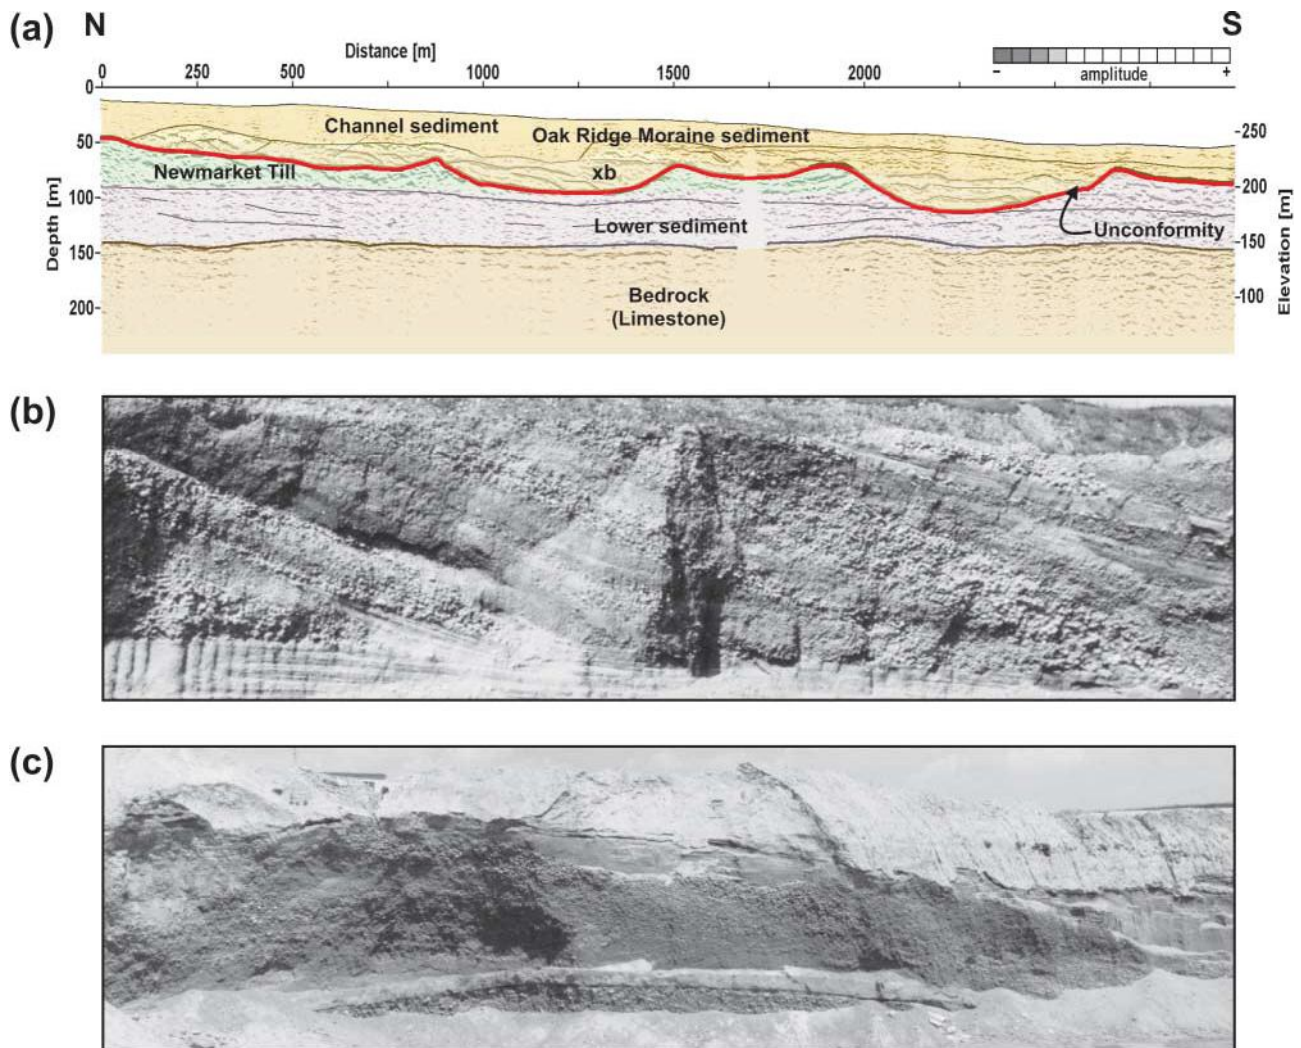 (a) N S
Distance [m]
0 250 500 1000 1500 2000
- amplitude +
0
50
100
150
200
Depth [m]
Channel sediment
Oak Ridge Moraine sediment
Newmarket Till
xb
Lower sediment
Unconformity
Bedrock
(Limestone)
250
200
150
100
Elevation [m]
(b)
(c)